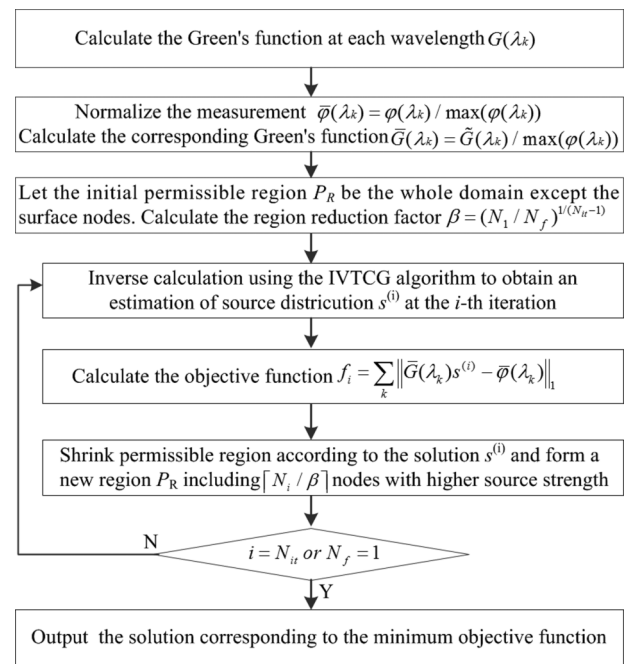 Calculate the Green's function at each wavelength G(λk)
Normalize the measurement φ̅(λk) = φ(λk) / max(φ(λk))
Calculate the corresponding Green's function G̅(λk) = G̃(λk) / max(φ(λk))
Let the initial permissible region PR be the whole domain except the
surface nodes. Calculate the region reduction factor β = (N1 / Nf)^1/(Nit−1)
Inverse calculation using the IVTCG algorithm to obtain an
estimation of source districution s(i) at the i-th iteration
Calculate the objective function fi = ∑k ‖G̅(λk)s(i) − φ̅(λk)‖1
Shrink permissible region according to the solution s(i) and form a
new region PR including ⌈Ni / β⌉ nodes with higher source strength
N
i = Nit or Nf = 1
Y
Output the solution corresponding to the minimum objective function